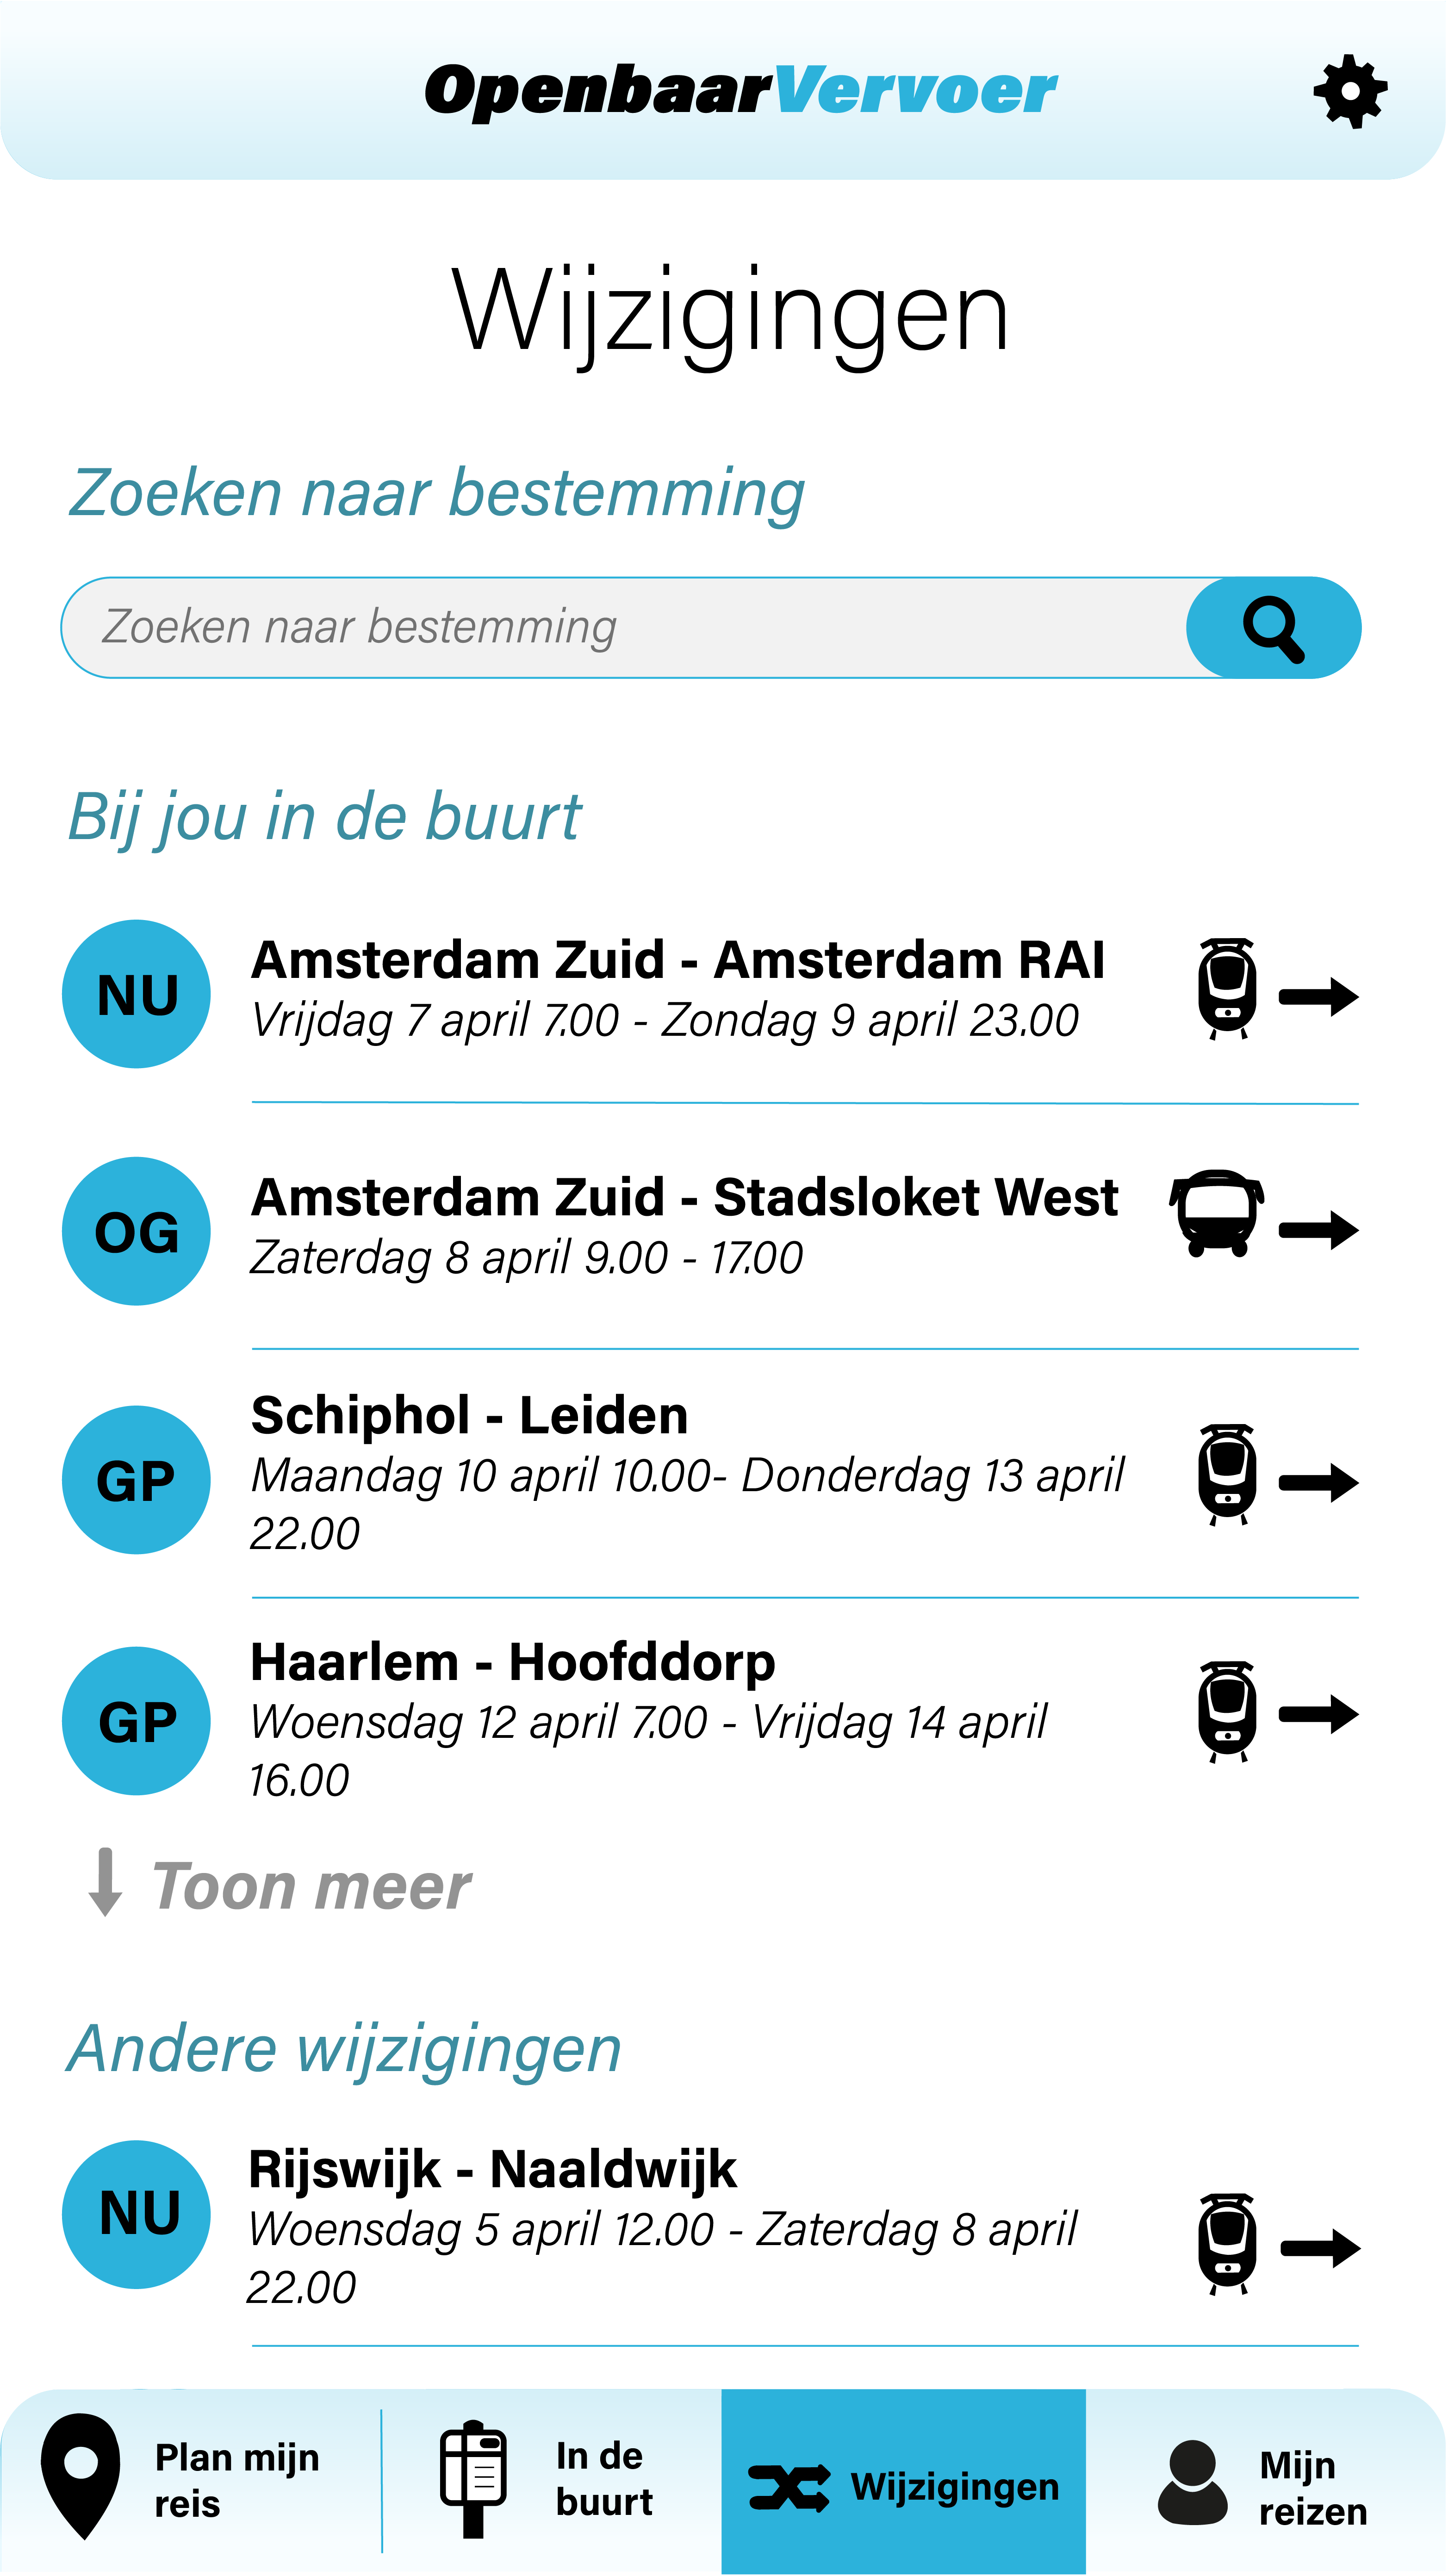 OpenbaarVervoer
Wijzigingen
Zoeken naar bestemming
Zoeken naar bestemming
Bij jou in de buurt
NU
Amsterdam Zuid - Amsterdam RAI
Vrijdag 7 april 7.00 - Zondag 9 april 23.00
OG
Amsterdam Zuid - Stadsloket West
Zaterdag 8 april 9.00 - 17.00
GP
Schiphol - Leiden
Maandag 10 april 10.00- Donderdag 13 april
22.00
GP
Haarlem - Hoofddorp
Woensdag 12 april 7.00 - Vrijdag 14 april
16.00
Toon meer
Andere wijzigingen
NU
Rijswijk - Naaldwijk
Woensdag 5 april 12.00 - Zaterdag 8 april
22.00
Plan mijn
reis
In de
buurt
Wijzigingen
Mijn
reizen